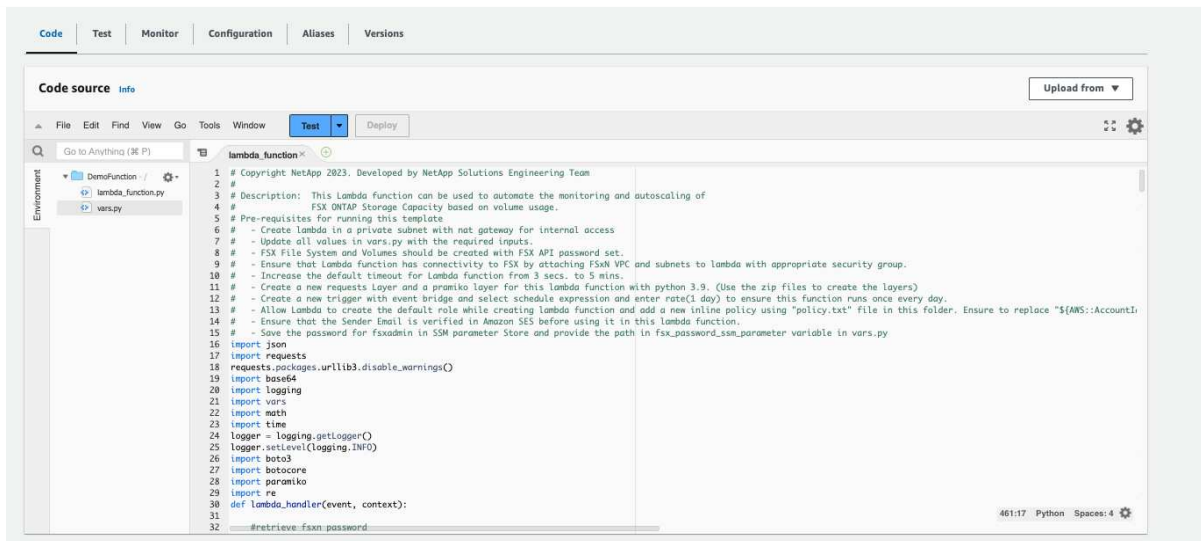 Code Test Monitor Configuration Aliases Versions
Code source Info
Upload from ▼
File Edit Find View Go Tools Window Test Deploy
Go to Anything (⌘ P)
lambda_function ×
Environment
DemoFunction - /
lambda_function.py
vars.py
1 # Copyright NetApp 2023. Developed by NetApp Solutions Engineering Team
2 #
3 # Description: This Lambda function can be used to automate the monitoring and autoscaling of
4 # FSX ONTAP Storage Capacity based on volume usage.
5 # Pre-requisites for running this template
6 # - Create lambda in a private subnet with nat gateway for internal access
7 # - Update all values in vars.py with the required inputs.
8 # - FSX File System and Volumes should be created with FSX API password set.
9 # - Ensure that Lambda function has connectivity to FSX by attaching FSxN VPC and subnets to lambda with appropriate security group.
10 # - Increase the default timeout for Lambda function from 3 secs. to 5 mins.
11 # - Create a new requests Layer and a pramiko layer for this lambda function with python 3.9. (Use the zip files to create the layers)
12 # - Create a new trigger with event bridge and select schedule expression and enter rate(1 day) to ensure this function runs once every day.
13 # - Allow Lambda to create the default role while creating lambda function and add a new inline policy using "policy.txt" file in this folder. Ensure to replace "${AWS::AccountI
14 # - Ensure that the Sender Email is verified in Amazon SES before using it in this lambda function.
15 # - Save the password for fsxadmin in SSM parameter Store and provide the path in fsx_password_ssm_parameter variable in vars.py
16 import json
17 import requests
18 requests.packages.urllib3.disable_warnings()
19 import base64
20 import logging
21 import vars
22 import math
23 import time
24 logger = logging.getLogger()
25 logger.setLevel(logging.INFO)
26 import boto3
27 import botocore
28 import paramiko
29 import re
30 def lambda_handler(event, context):
31
32 #retrieve fsxn password
461:17 Python Spaces: 4